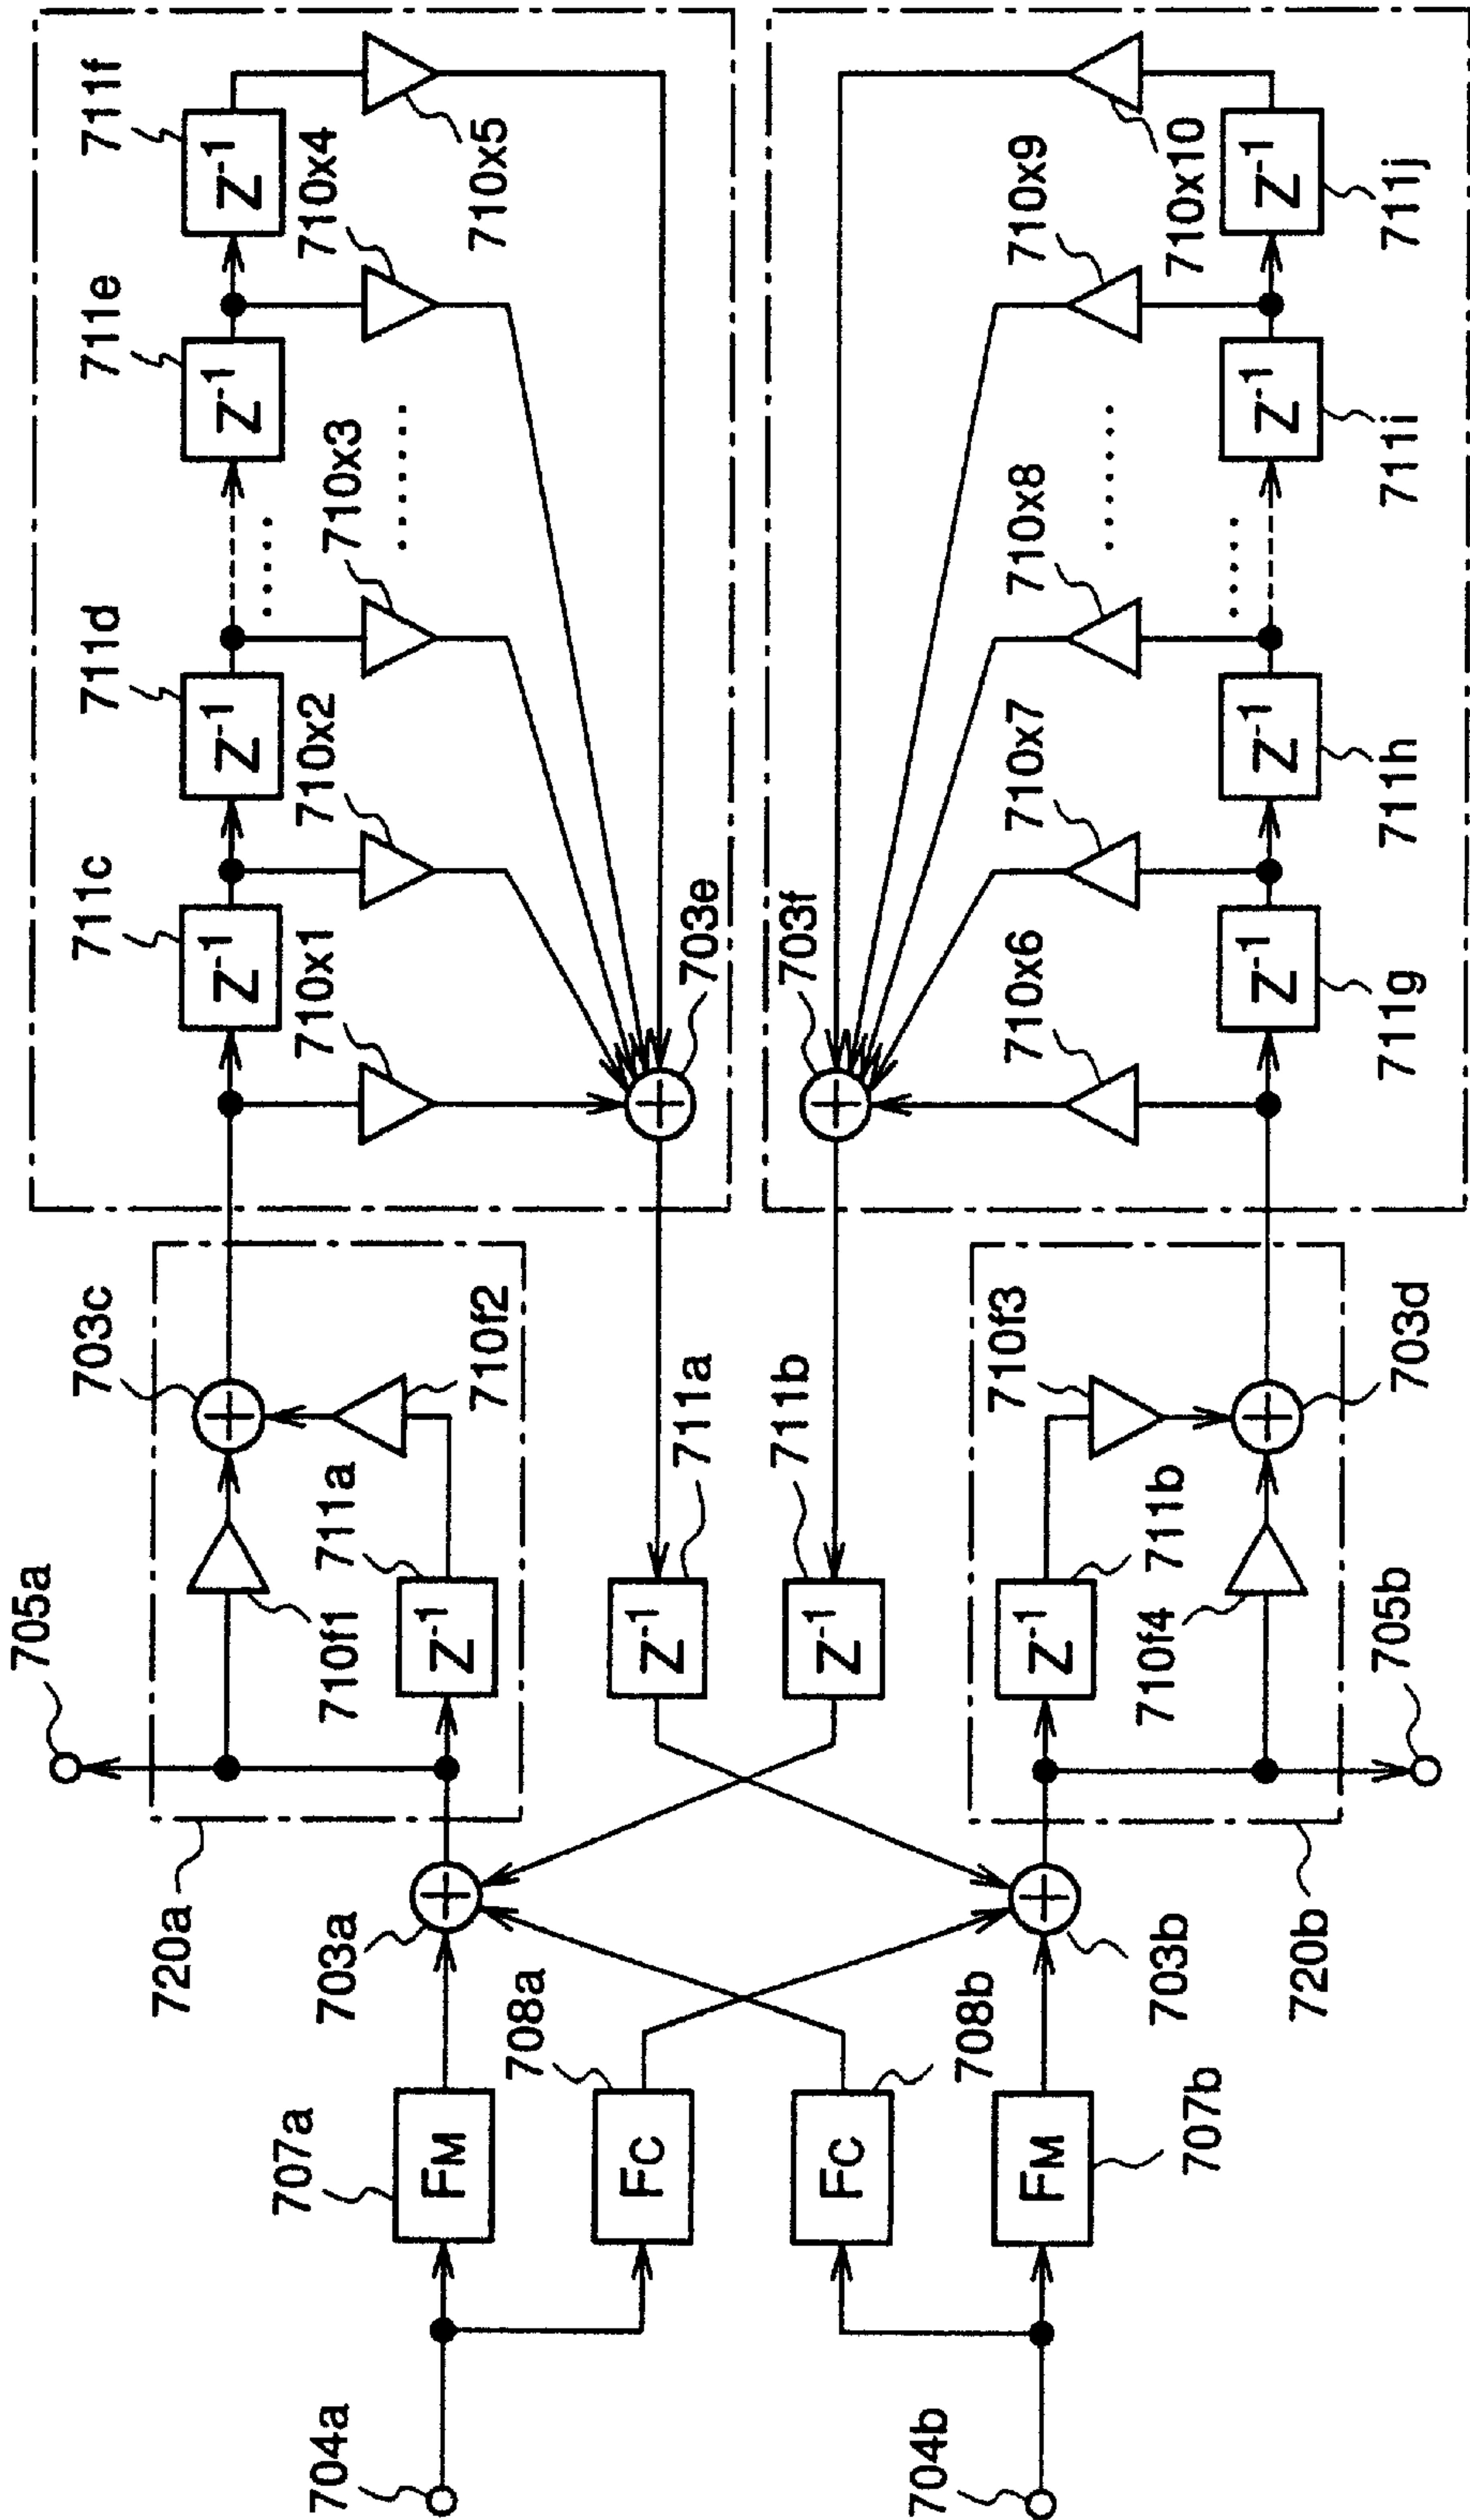 711c
711d
711e
711f
Z-1
Z-1
Z-1
Z-1
710x1
710x2
710x3
710x4
710x5
703e
705a
703c
710f1
711a
710f2
Z-1
720a
704a
707a
FM
703a
708a
FC
Z-1
711a
Z-1
711b
FC
708b
704b
FM
707b
703b
720b
Z-1
710f3
711b
710f4
703d
705b
703f
710x6
710x7
710x8
710x9
710x10
Z-1
Z-1
Z-1
Z-1
711g
711h
711i
711j